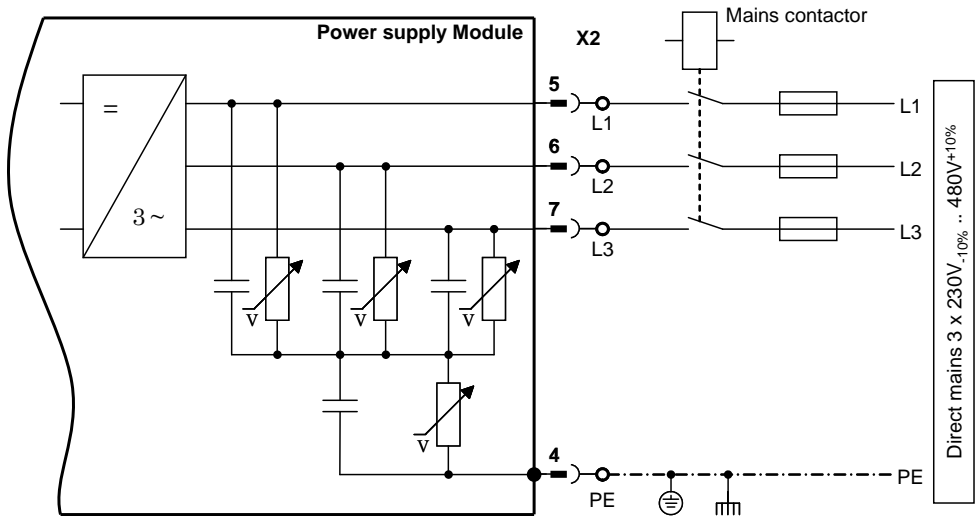 Mains contactor
Power supply Module
X2
5
=
L1
L1
6
L2
L2
7
3~
L3
L3
V
V
V
V
4
PE
PE
Direct mains 3 x 230V-10% .. 480V+10%